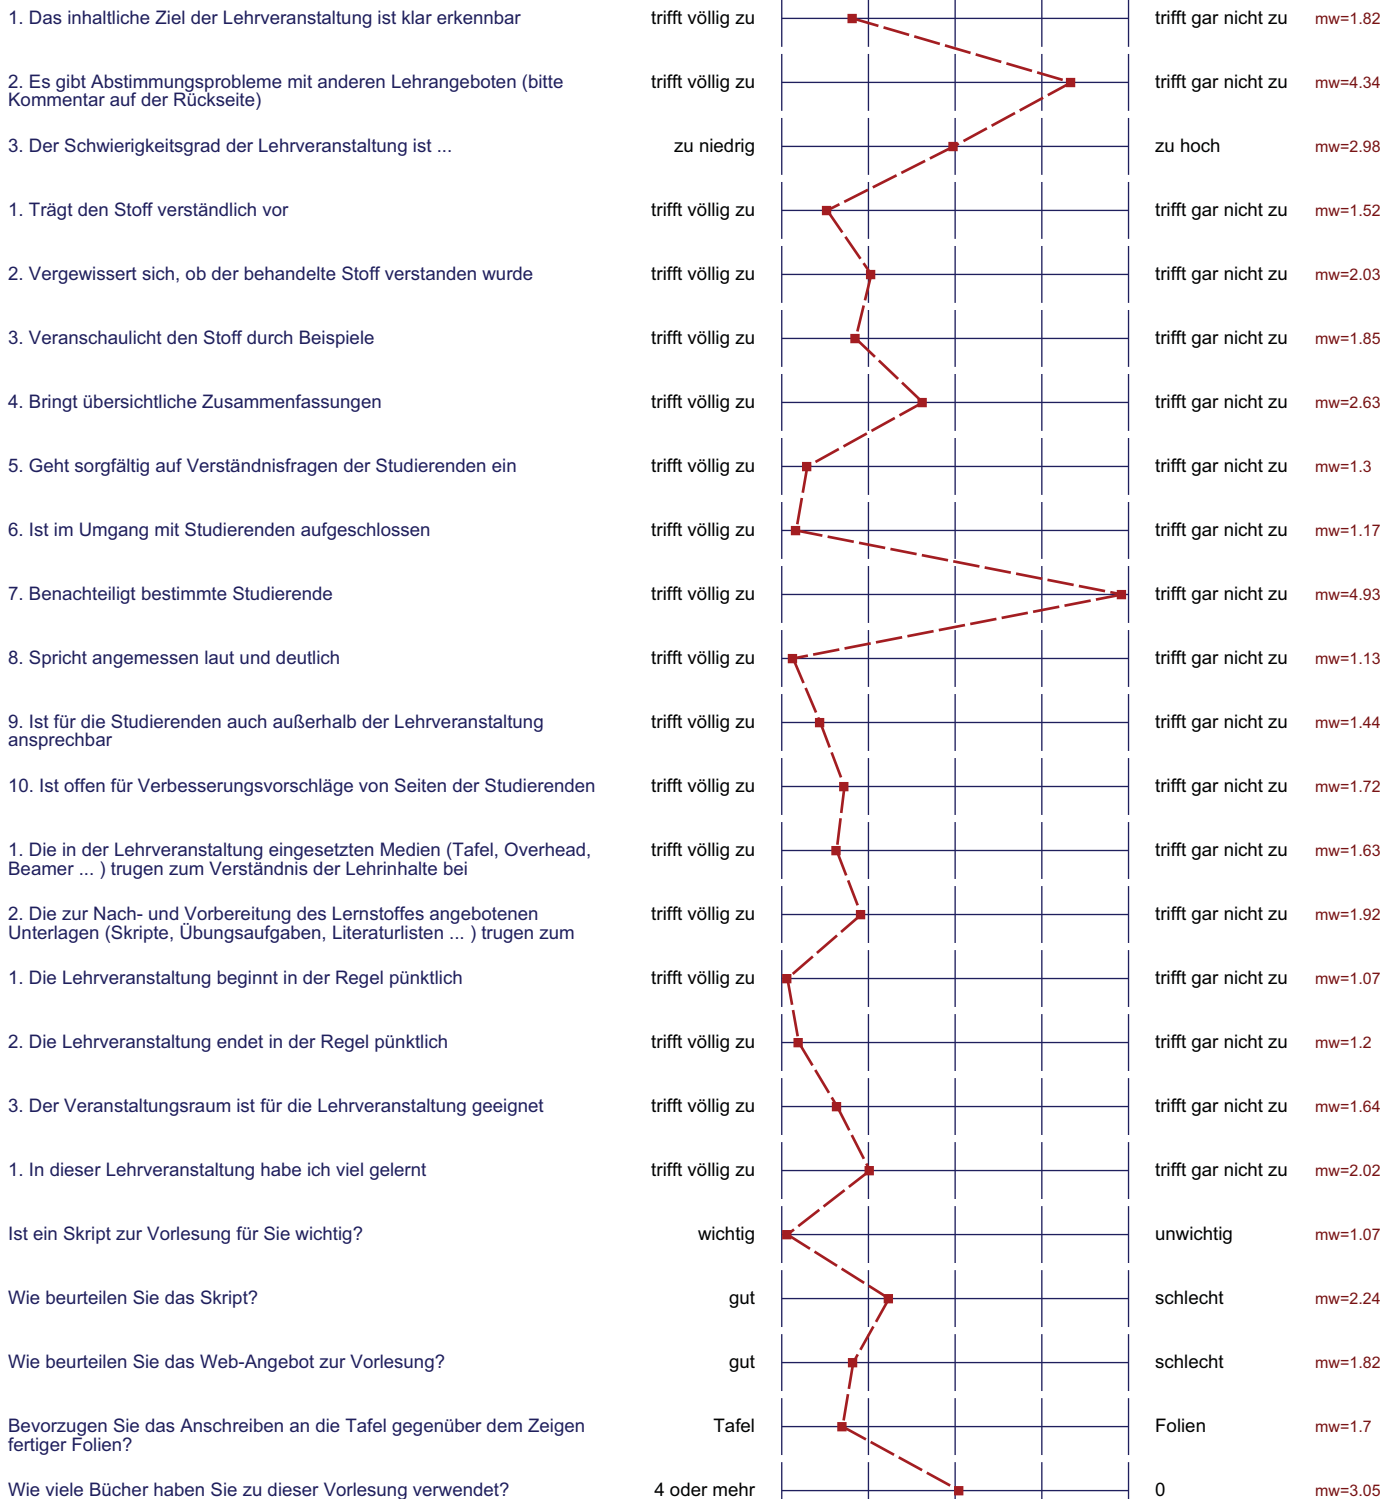 1. Das inhaltliche Ziel der Lehrveranstaltung ist klar erkennbar trifft völlig zu trifft gar nicht zu mw=1.82
2. Es gibt Abstimmungsprobleme mit anderen Lehrangeboten (bitte trifft völlig zu trifft gar nicht zu mw=4.34
Kommentar auf der Rückseite)
3. Der Schwierigkeitsgrad der Lehrveranstaltung ist ... zu niedrig zu hoch mw=2.98
1. Trägt den Stoff verständlich vor trifft völlig zu trifft gar nicht zu mw=1.52
2. Vergewissert sich, ob der behandelte Stoff verstanden wurde trifft völlig zu trifft gar nicht zu mw=2.03
3. Veranschaulicht den Stoff durch Beispiele trifft völlig zu trifft gar nicht zu mw=1.85
4. Bringt übersichtliche Zusammenfassungen trifft völlig zu trifft gar nicht zu mw=2.63
5. Geht sorgfältig auf Verständnisfragen der Studierenden ein trifft völlig zu trifft gar nicht zu mw=1.3
6. Ist im Umgang mit Studierenden aufgeschlossen trifft völlig zu trifft gar nicht zu mw=1.17
7. Benachteiligt bestimmte Studierende trifft völlig zu trifft gar nicht zu mw=4.93
8. Spricht angemessen laut und deutlich trifft völlig zu trifft gar nicht zu mw=1.13
9. Ist für die Studierenden auch außerhalb der Lehrveranstaltung trifft völlig zu trifft gar nicht zu mw=1.44
ansprechbar
10. Ist offen für Verbesserungsvorschläge von Seiten der Studierenden trifft völlig zu trifft gar nicht zu mw=1.72
1. Die in der Lehrveranstaltung eingesetzten Medien (Tafel, Overhead, trifft völlig zu trifft gar nicht zu mw=1.63
Beamer ... ) trugen zum Verständnis der Lehrinhalte bei
2. Die zur Nach- und Vorbereitung des Lernstoffes angebotenen trifft völlig zu trifft gar nicht zu mw=1.92
Unterlagen (Skripte, Übungsaufgaben, Literaturlisten ... ) trugen zum
1. Die Lehrveranstaltung beginnt in der Regel pünktlich trifft völlig zu trifft gar nicht zu mw=1.07
2. Die Lehrveranstaltung endet in der Regel pünktlich trifft völlig zu trifft gar nicht zu mw=1.2
3. Der Veranstaltungsraum ist für die Lehrveranstaltung geeignet trifft völlig zu trifft gar nicht zu mw=1.64
1. In dieser Lehrveranstaltung habe ich viel gelernt trifft völlig zu trifft gar nicht zu mw=2.02
Ist ein Skript zur Vorlesung für Sie wichtig? wichtig unwichtig mw=1.07
Wie beurteilen Sie das Skript? gut schlecht mw=2.24
Wie beurteilen Sie das Web-Angebot zur Vorlesung? gut schlecht mw=1.82
Bevorzugen Sie das Anschreiben an die Tafel gegenüber dem Zeigen Tafel Folien mw=1.7
fertiger Folien?
Wie viele Bücher haben Sie zu dieser Vorlesung verwendet? 4 oder mehr 0 mw=3.05